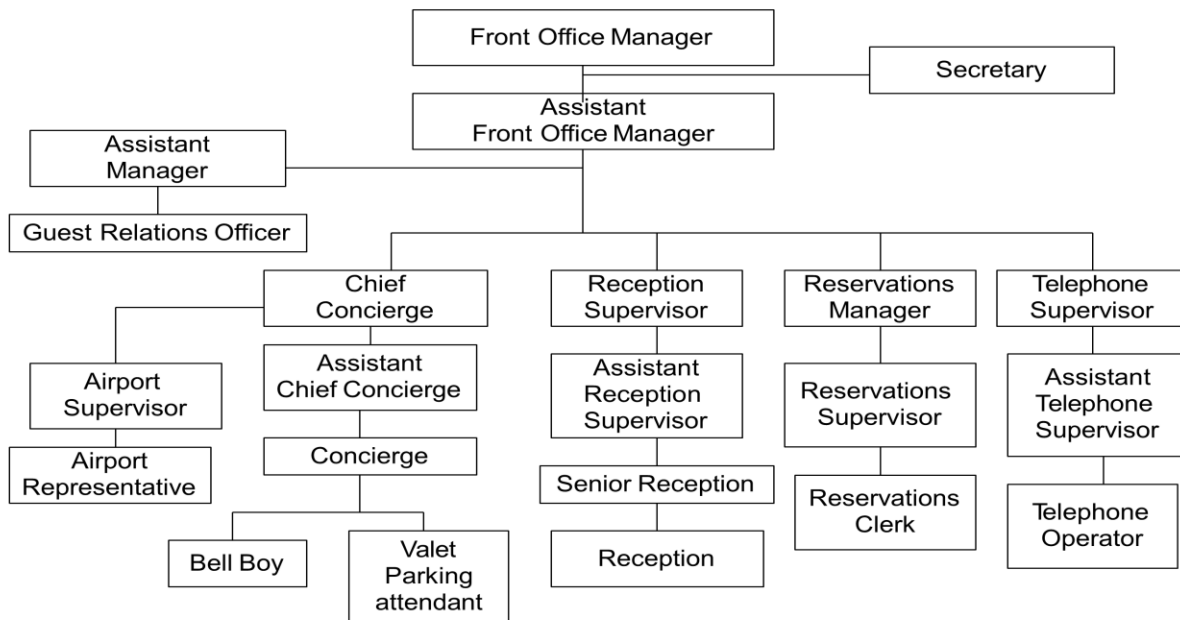 Front Office Manager
Secretary
Assistant
Front Office Manager
Assistant
Manager
Guest Relations Officer
Chief
Concierge
Reception
Supervisor
Reservations
Manager
Telephone
Supervisor
Airport
Supervisor
Assistant
Chief Concierge
Assistant
Reception
Supervisor
Reservations
Supervisor
Assistant
Telephone
Supervisor
Airport
Representative
Concierge
Senior Reception
Reservations
Clerk
Telephone
Operator
Bell Boy
Valet
Parking
attendant
Reception